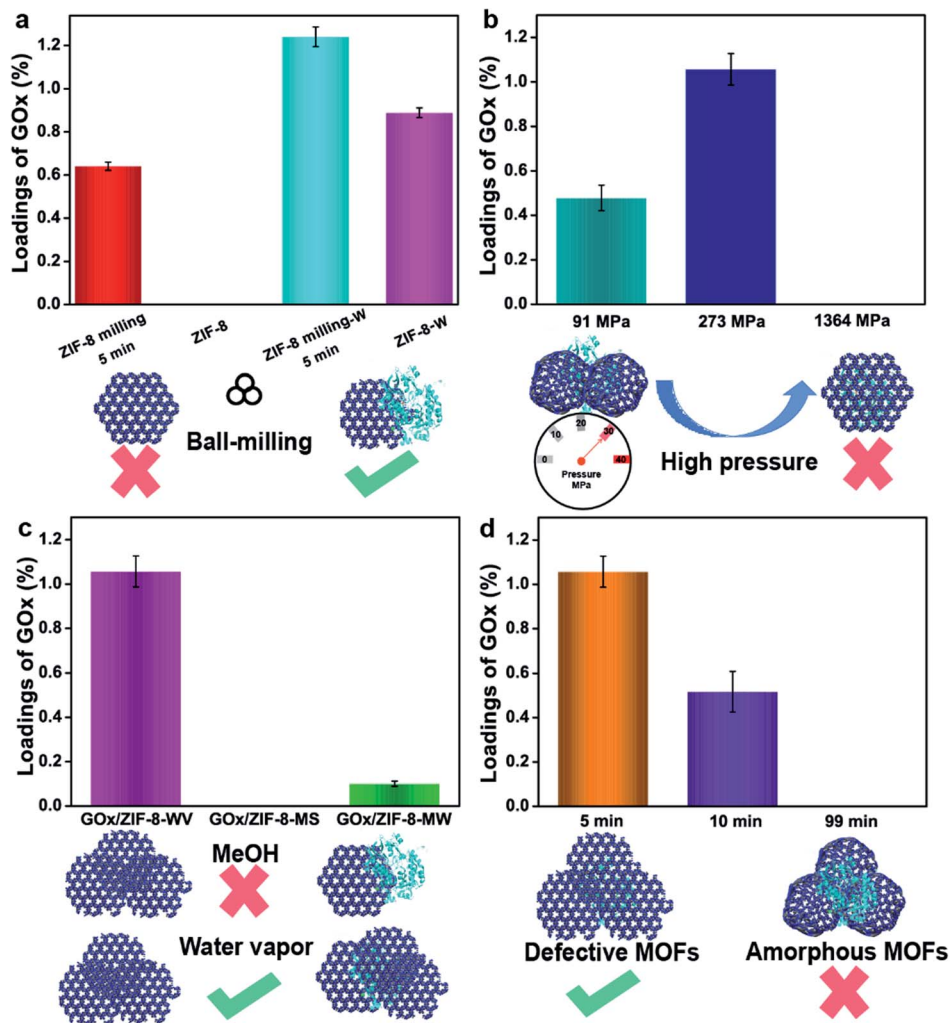 a
Loadings of GOx (%)
1.2
1.0
0.8
0.6
0.4
0.2
0.0
ZIF-8 milling
5 min
ZIF-8
ZIF-8 milling-W
5 min
ZIF-8-W
Ball-milling
b
Loadings of GOx (%)
1.2
1.0
0.8
0.6
0.4
0.2
0.0
91 MPa
273 MPa
1364 MPa
0
10
20
30
40
Pressure
MPa
High pressure
c
Loadings of GOx (%)
1.2
1.0
0.8
0.6
0.4
0.2
0.0
GOx/ZIF-8-WV
GOx/ZIF-8-MS
GOx/ZIF-8-MW
MeOH
Water vapor
d
Loadings of GOx (%)
1.2
1.0
0.8
0.6
0.4
0.2
0.0
5 min
10 min
99 min
Defective MOFs
Amorphous MOFs